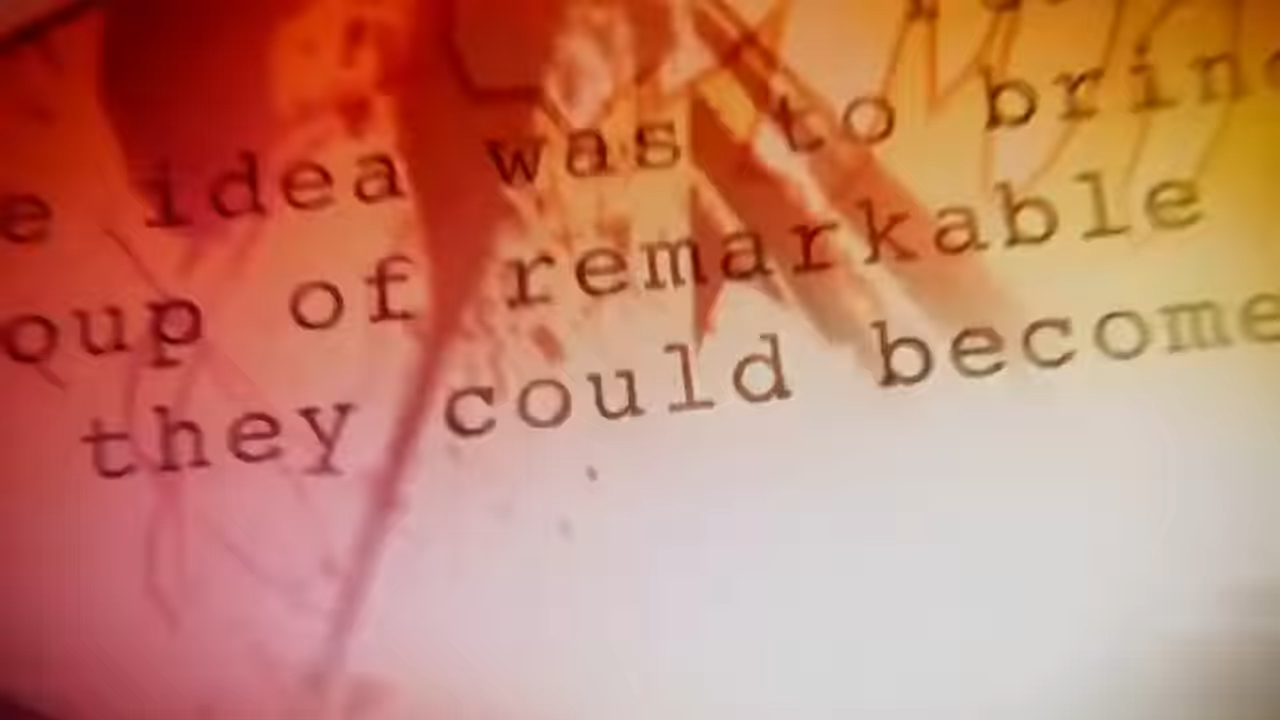 e idea was to brin
oup of remarkable
they could become